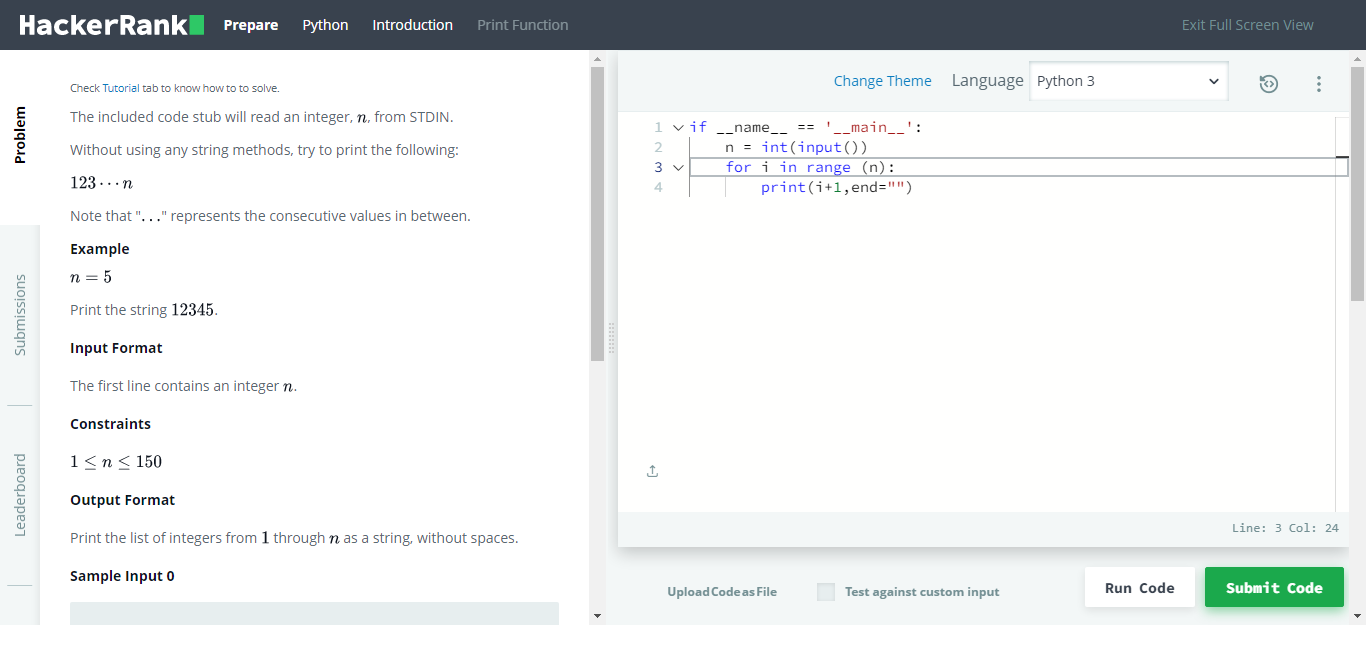 HackerRank Prepare Python Introduction Print Function Exit Full Screen View
Problem
Submissions
Leaderboard
Check Tutorial tab to know how to to solve.
The included code stub will read an integer, n, from STDIN.
Without using any string methods, try to print the following:
123⋯n
Note that "..." represents the consecutive values in between.
Example
n = 5
Print the string 12345.
Input Format
The first line contains an integer n.
Constraints
1 ≤ n ≤ 150
Output Format
Print the list of integers from 1 through n as a string, without spaces.
Sample Input 0
Change Theme Language Python 3
1 if __name__ == '__main__':
2     n = int(input())
3     for i in range (n):
4         print(i+1,end="")
Line: 3 Col: 24
Upload Code as File Test against custom input Run Code Submit Code